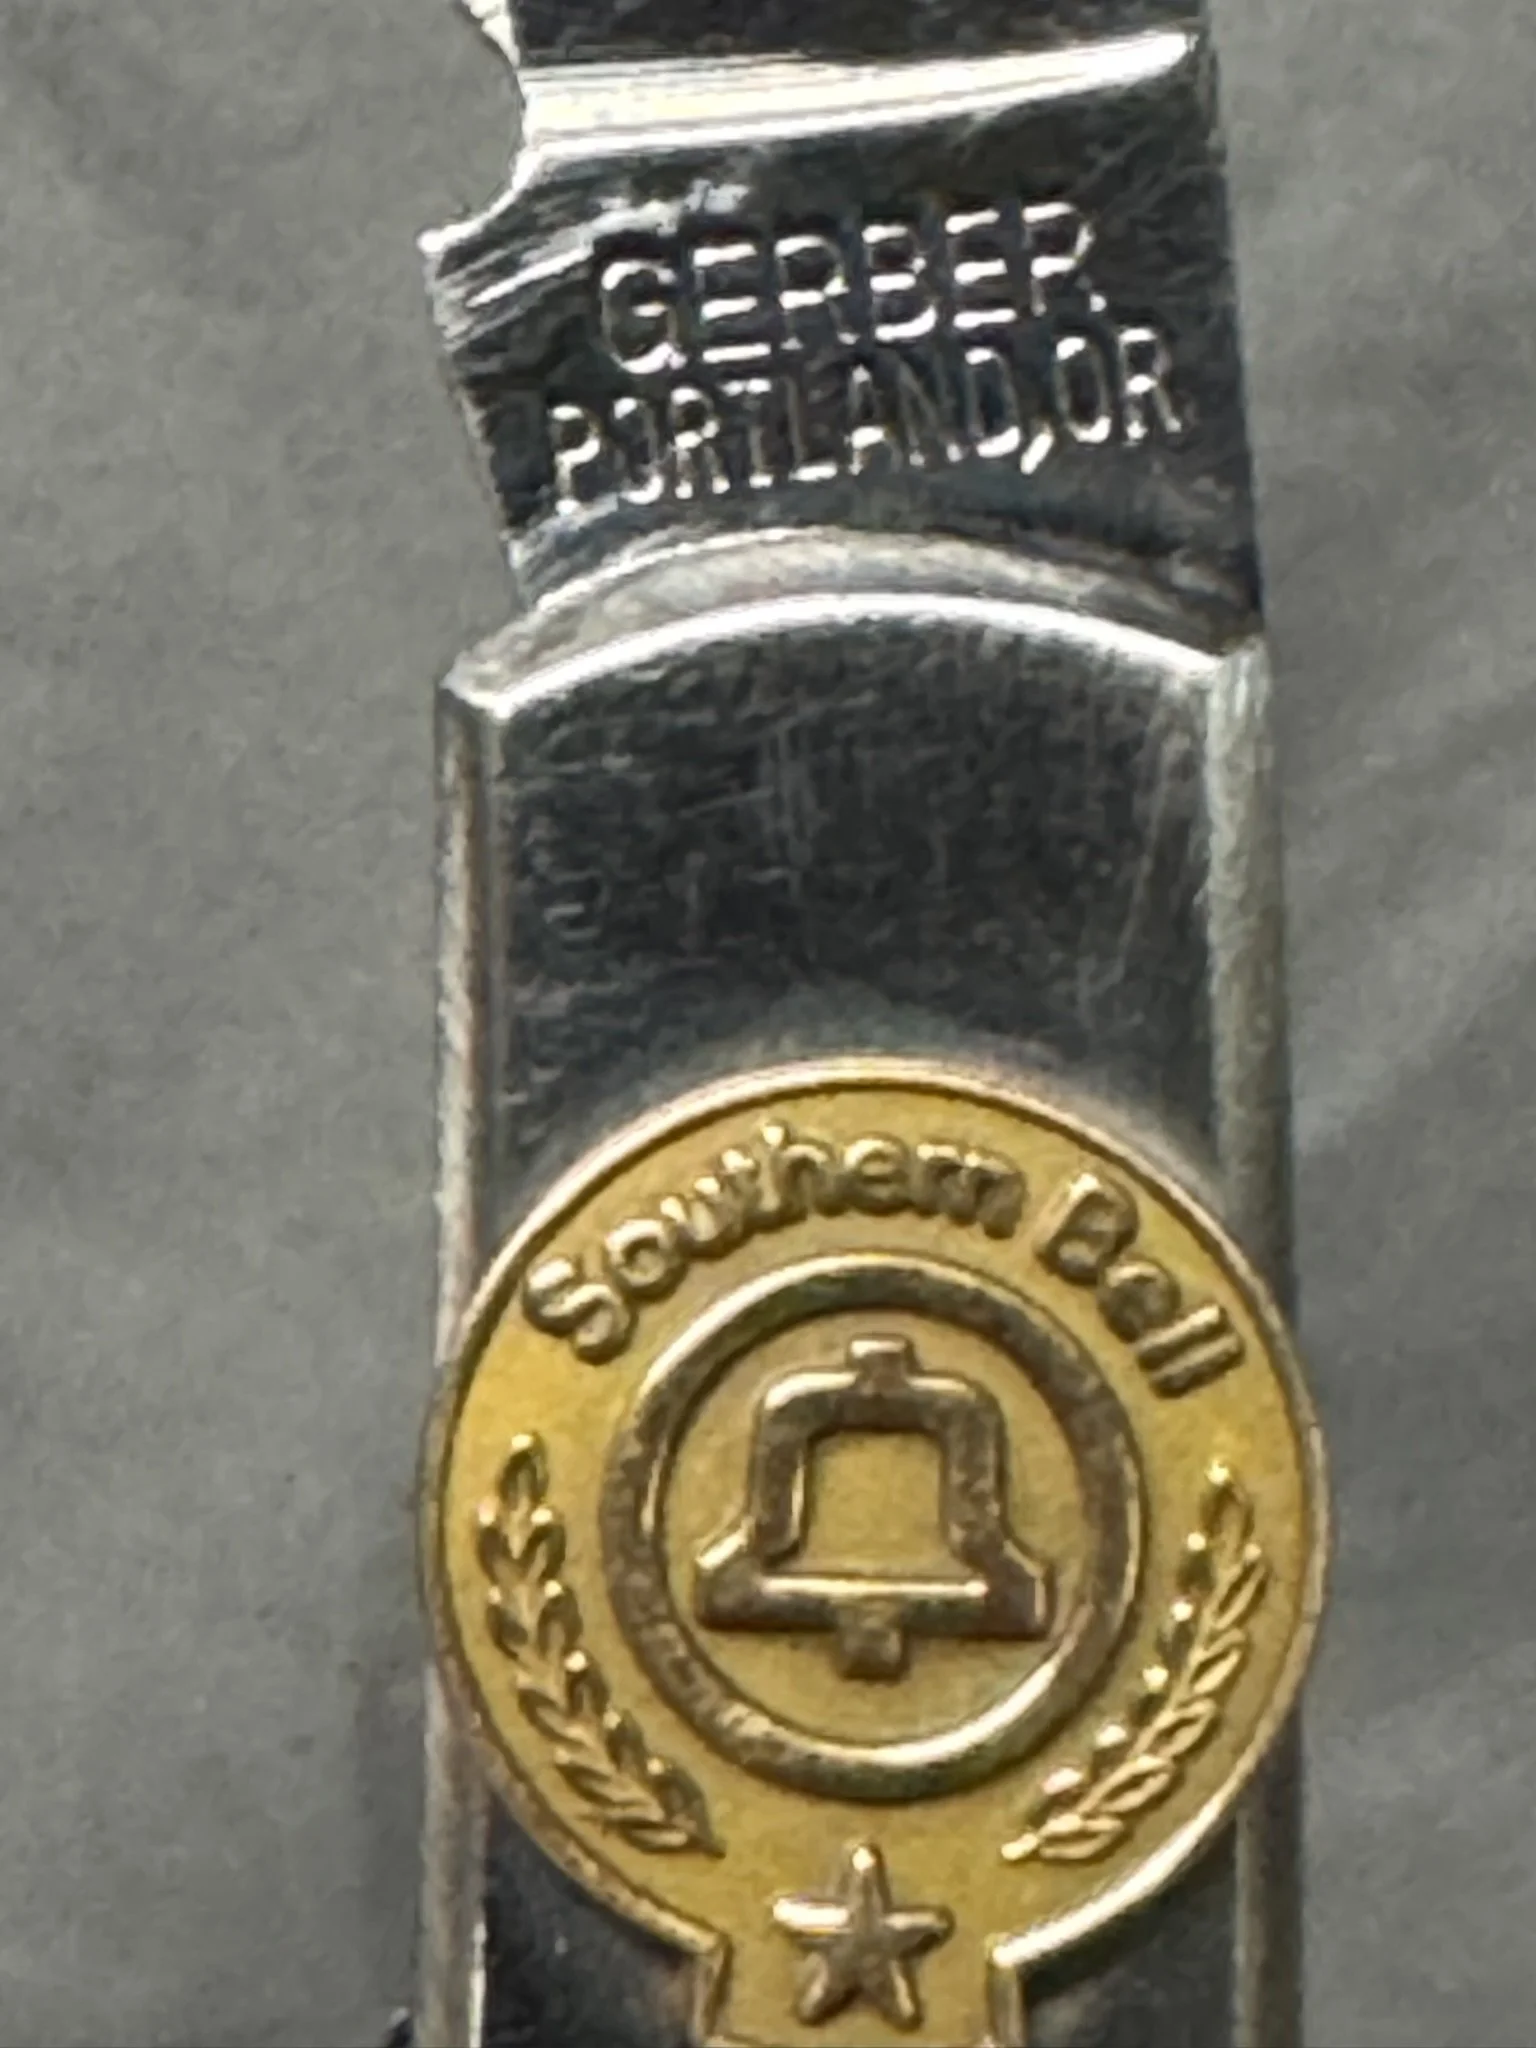 GERBER
PORTLAND, OR
Southern Bell